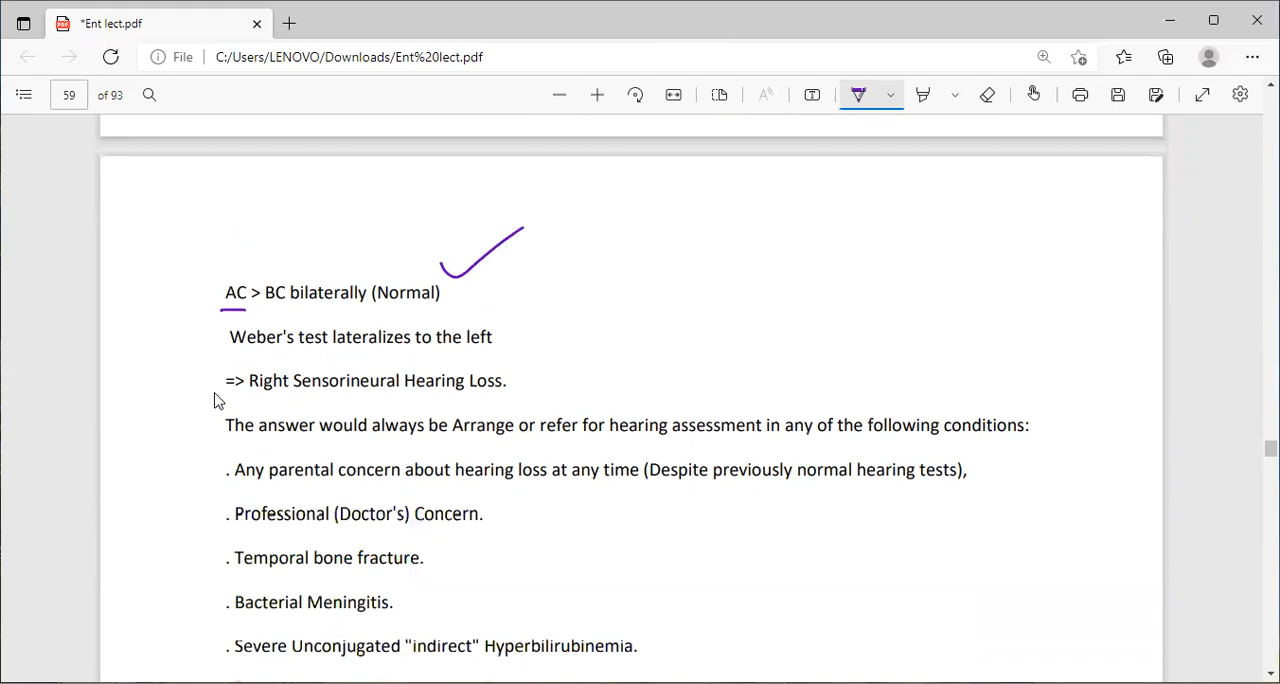 *Ent lect.pdf
File C:/Users/LENOVO/Downloads/Ent%20lect.pdf
59 of 93
AC > BC bilaterally (Normal)
Weber's test lateralizes to the left
=> Right Sensorineural Hearing Loss.
The answer would always be Arrange or refer for hearing assessment in any of the following conditions:
. Any parental concern about hearing loss at any time (Despite previously normal hearing tests),
. Professional (Doctor's) Concern.
. Temporal bone fracture.
. Bacterial Meningitis.
. Severe Unconjugated "indirect" Hyperbilirubinemia.